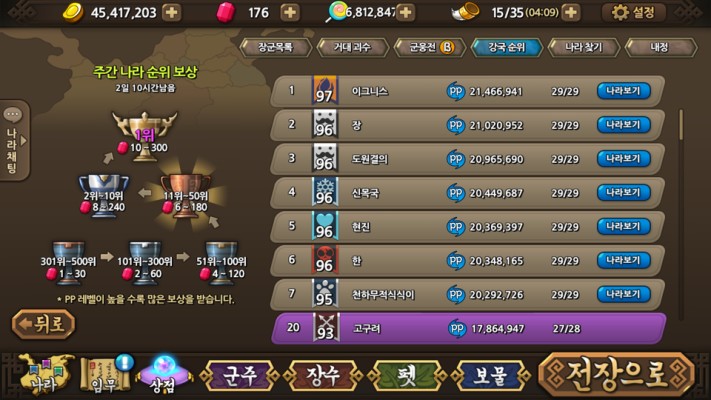 45,417,203 +
176 +
6,812,847 +
15/35 (04:09) +
설정
장군목록
거대 괴수
군웅전 B
강국 순위
나라 찾기
내정
주간 나라 순위 보상
2일 10시간남음
나라채팅
1위
10~300
2위~10위
8~240
11위~50위
6~180
301위~500위
1~30
101위~300위
2~60
51위~100위
4~120
* PP 레벨이 높을 수록 많은 보상을 받습니다.
1 97 이그니스 PP 21,466,941 29/29 나라보기
2 96 장 PP 21,020,952 29/29 나라보기
3 96 도원결의 PP 20,965,690 29/29 나라보기
4 96 신목국 PP 20,449,687 29/29 나라보기
5 96 현진 PP 20,369,397 29/29 나라보기
6 96 한 PP 20,348,165 29/29 나라보기
7 95 천하무적식식이 PP 20,292,726 29/29 나라보기
20 93 고구려 PP 17,864,947 27/28
뒤로
나라
임무
상점
군주
장수
펫
보물
전장으로